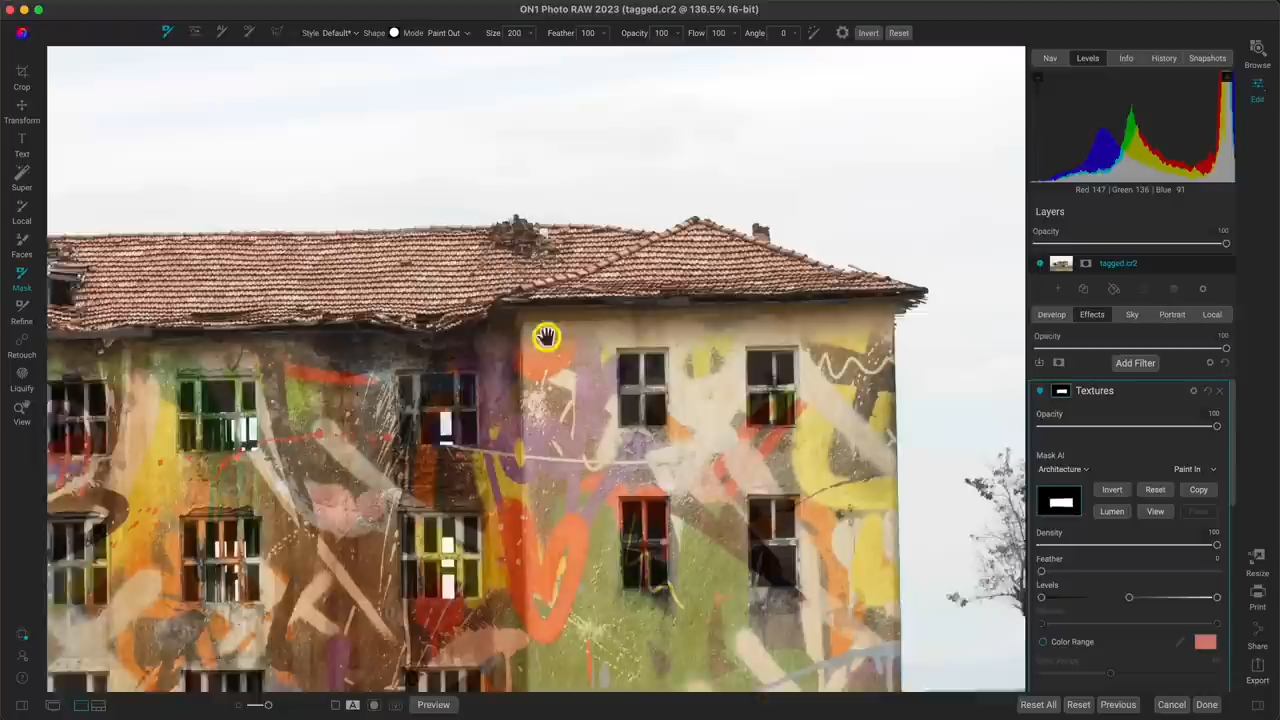 ON1 Photo RAW 2023 (tagged.cr2 @ 136.5% 16-bit)
Style Default* Shape Mode Paint Out Size 200 Feather 100 Opacity 100 Flow 100 Angle 0 Invert Reset
Crop
Transform
Text
Super
Local
Faces
Mask
Refine
Retouch
Liquify
View
Nav Levels Info History Snapshots
Red 147 | Green 136 | Blue 91
Layers
Opacity 100
tagged.cr2
Develop Effects Sky Portrait Local
Opacity 100
Add Filter
Textures
Opacity 100
Mask AI
Architecture Paint In
Invert Reset Copy
Lumen View
Density 100
Feather 0
Levels
Color Range
Browse
Edit
Resize
Print
Share
Export
A Preview
Reset All Reset Previous Cancel Done